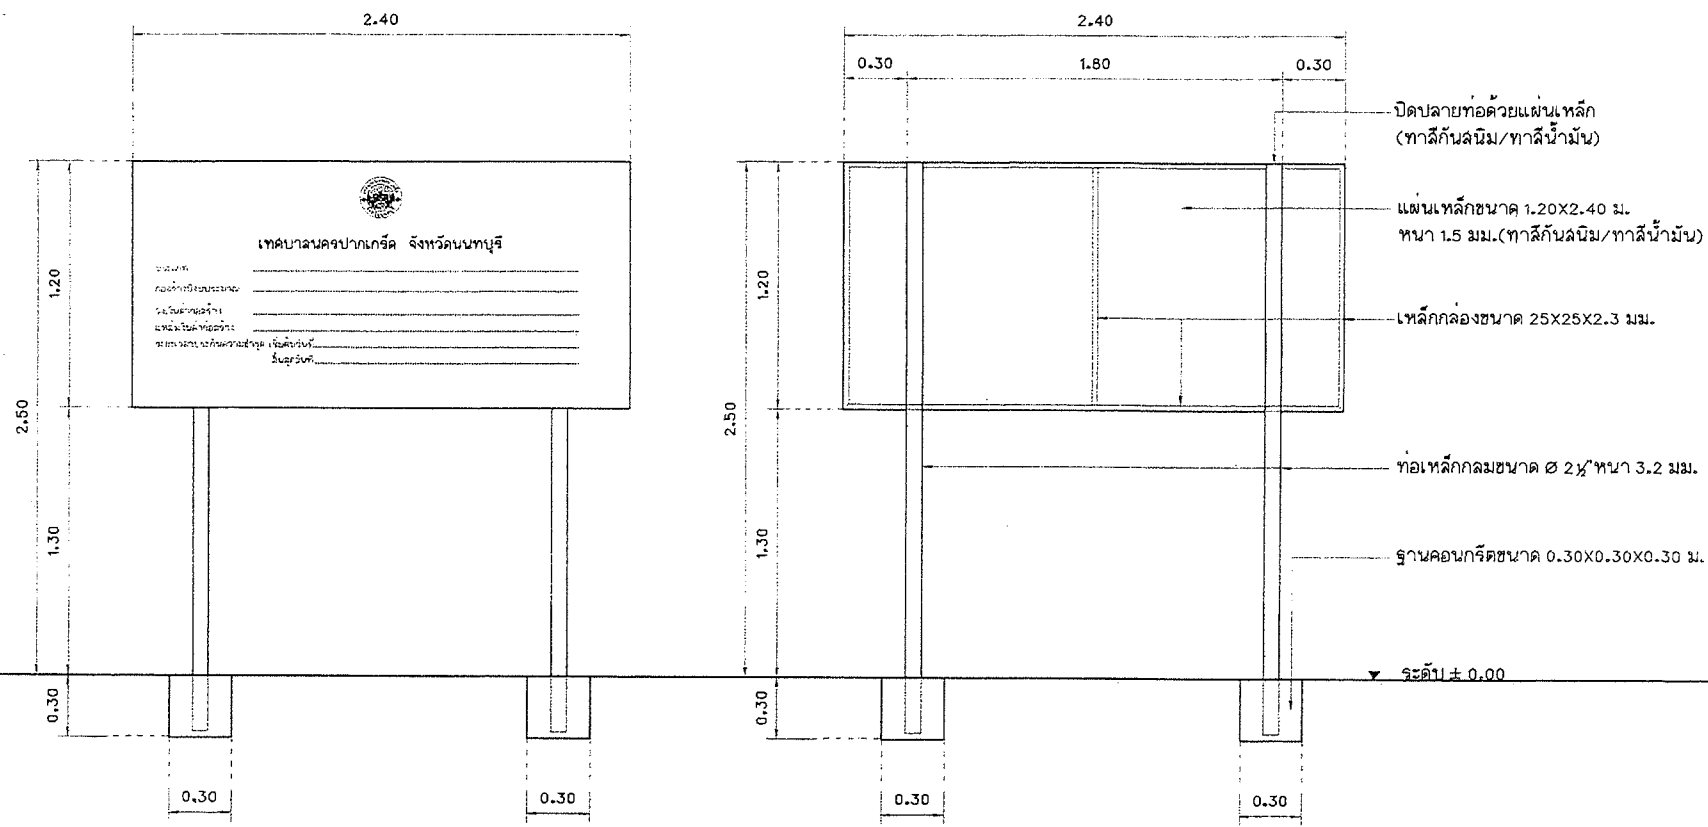 2.40
1.20
2.50
1.30
0.30
0.30
0.30
เทศบาลนครปากเกร็ด จังหวัดนนทบุรี
สิ้นสุดวันที่
2.40
0.30
1.80
0.30
1.20
2.50
1.30
0.30
0.30
0.30
ปิดปลายท่อด้วยแผ่นเหล็ก
(ทาสีกันสนิม/ทาสีน้ำมัน)
แผ่นเหล็กขนาด 1.20X2.40 ม.
หนา 1.5 มม.(ทาสีกันสนิม/ทาสีน้ำมัน)
เหล็กกล่องขนาด 25X25X2.3 มม.
ท่อเหล็กกลมขนาด Ø 2½"หนา 3.2 มม.
ฐานคอนกรีตขนาด 0.30X0.30X0.30 ม.
ระดับ ± 0.00